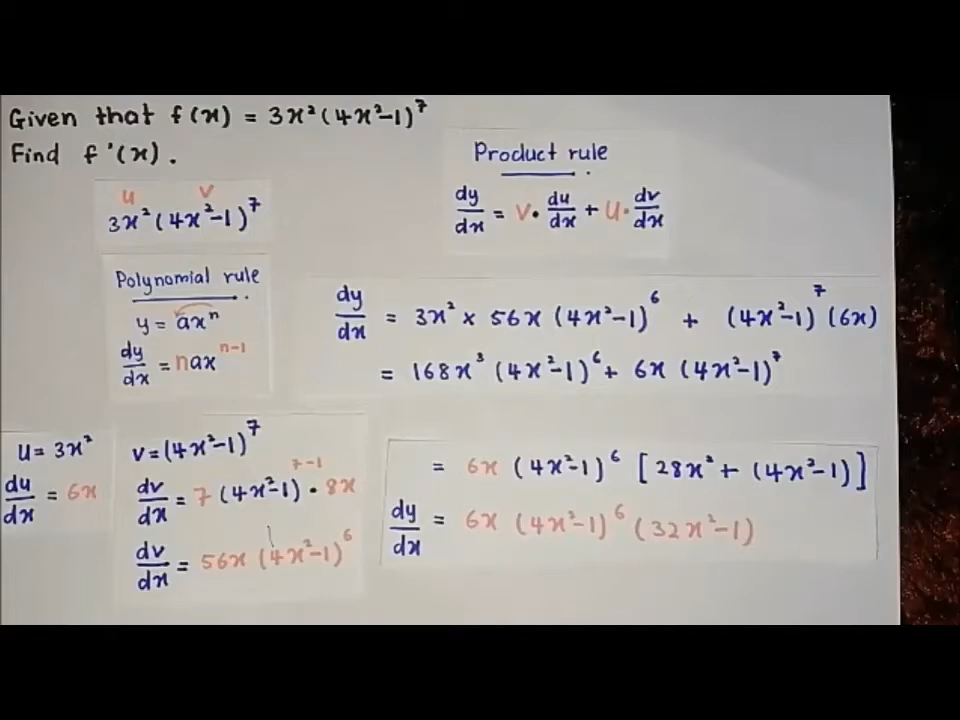 Given that f(x) = 3x²(4x²-1)⁷
Find f'(x).
u v
3x²(4x²-1)⁷
Product rule
dy/dx = v · du/dx + u · dv/dx
Polynomial rule
y = axⁿ
dy/dx = naxⁿ⁻¹
dy/dx = 3x² × 56x (4x²-1)⁶ + (4x²-1)⁷ (6x)
= 168x³ (4x²-1)⁶ + 6x (4x²-1)⁷
u = 3x²
du/dx = 6x
v = (4x²-1)⁷
dv/dx = 7 (4x²-1)⁷⁻¹ · 8x
dv/dx = 56x (4x²-1)⁶
= 6x (4x²-1)⁶ [28x² + (4x²-1)]
dy/dx = 6x (4x²-1)⁶ (32x²-1)